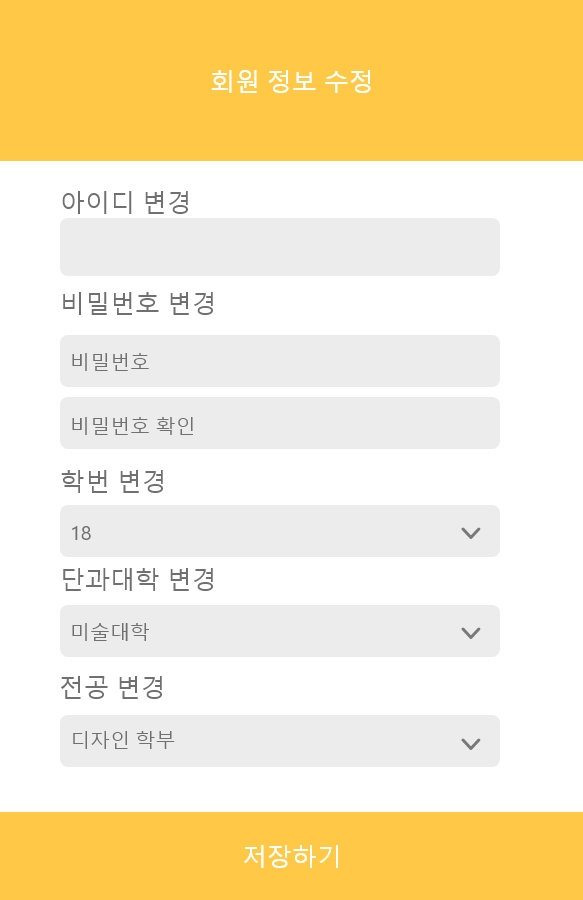 회원 정보 수정
아이디 변경
비밀번호 변경
비밀번호
비밀번호 확인
학번 변경
18
단과대학 변경
미술대학
전공 변경
디자인 학부
저장하기